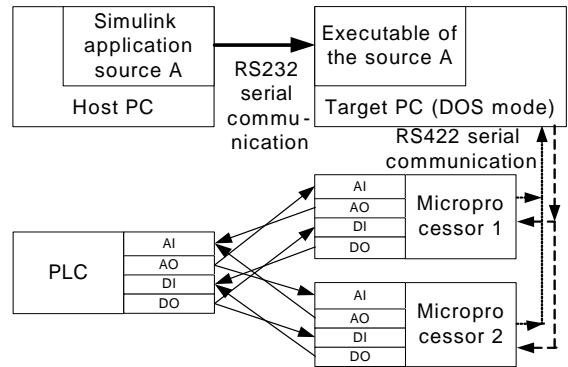 Simulink
application
source A
Host PC
RS232
serial
commu -
nication
Executable of
the source A
Target PC (DOS mode)
RS422 serial
communication
AI
AO
DI
DO
Micropro
cessor 1
PLC
AI
AO
DI
DO
AI
AO
DI
DO
Micropro
cessor 2